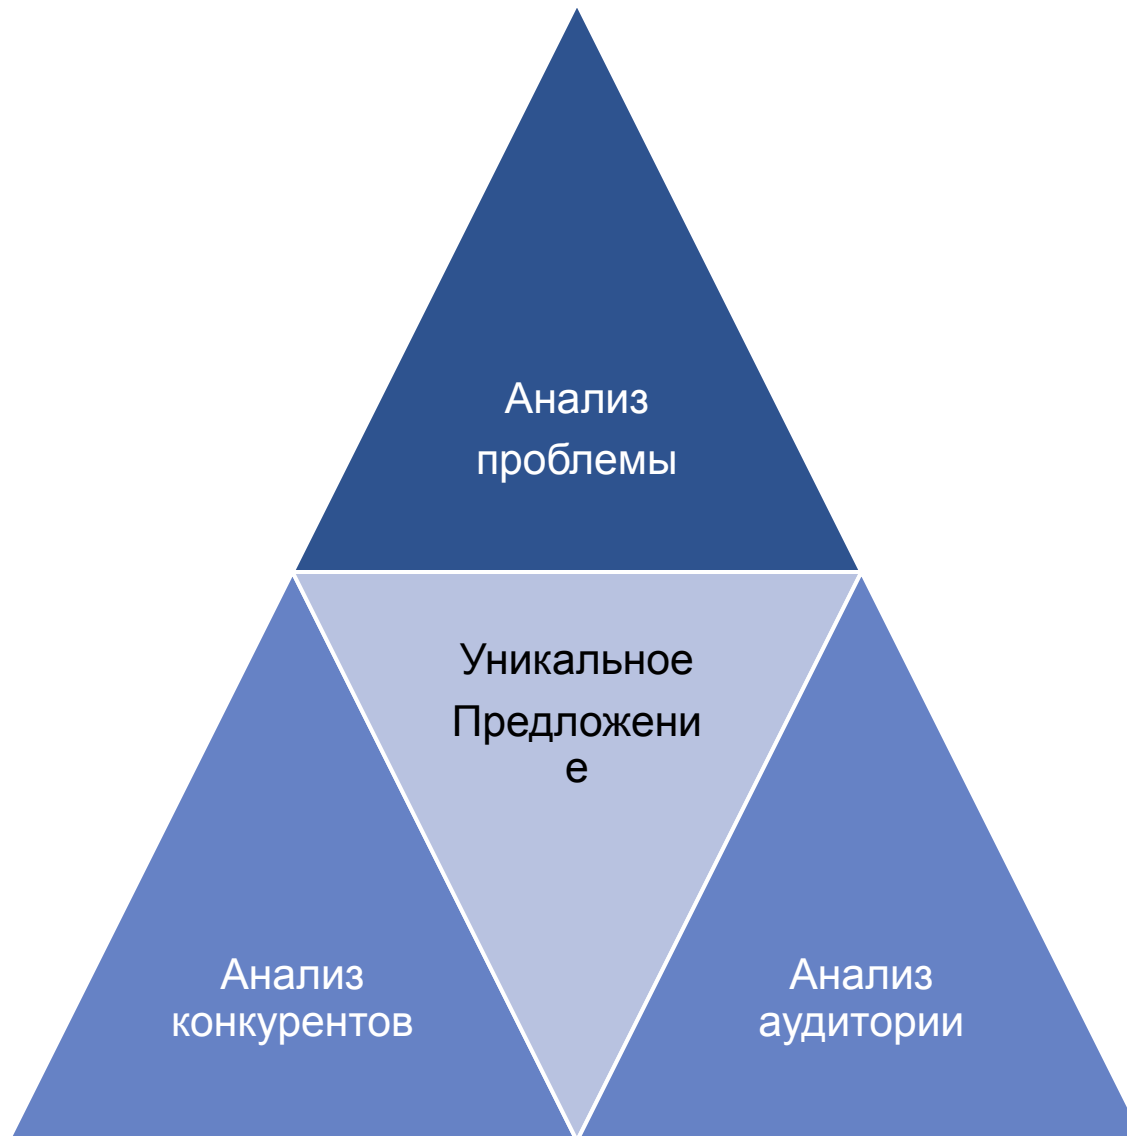 Анализ
проблемы
Уникальное
Предложени
е
Анализ
конкурентов
Анализ
аудитории